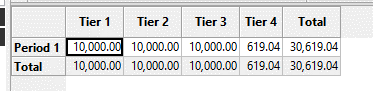 Tier 1 Tier 2 Tier 3 Tier 4 Total
Period 1 10,000.00 10,000.00 10,000.00 619.04 30,619.04
Total 10,000.00 10,000.00 10,000.00 619.04 30,619.04